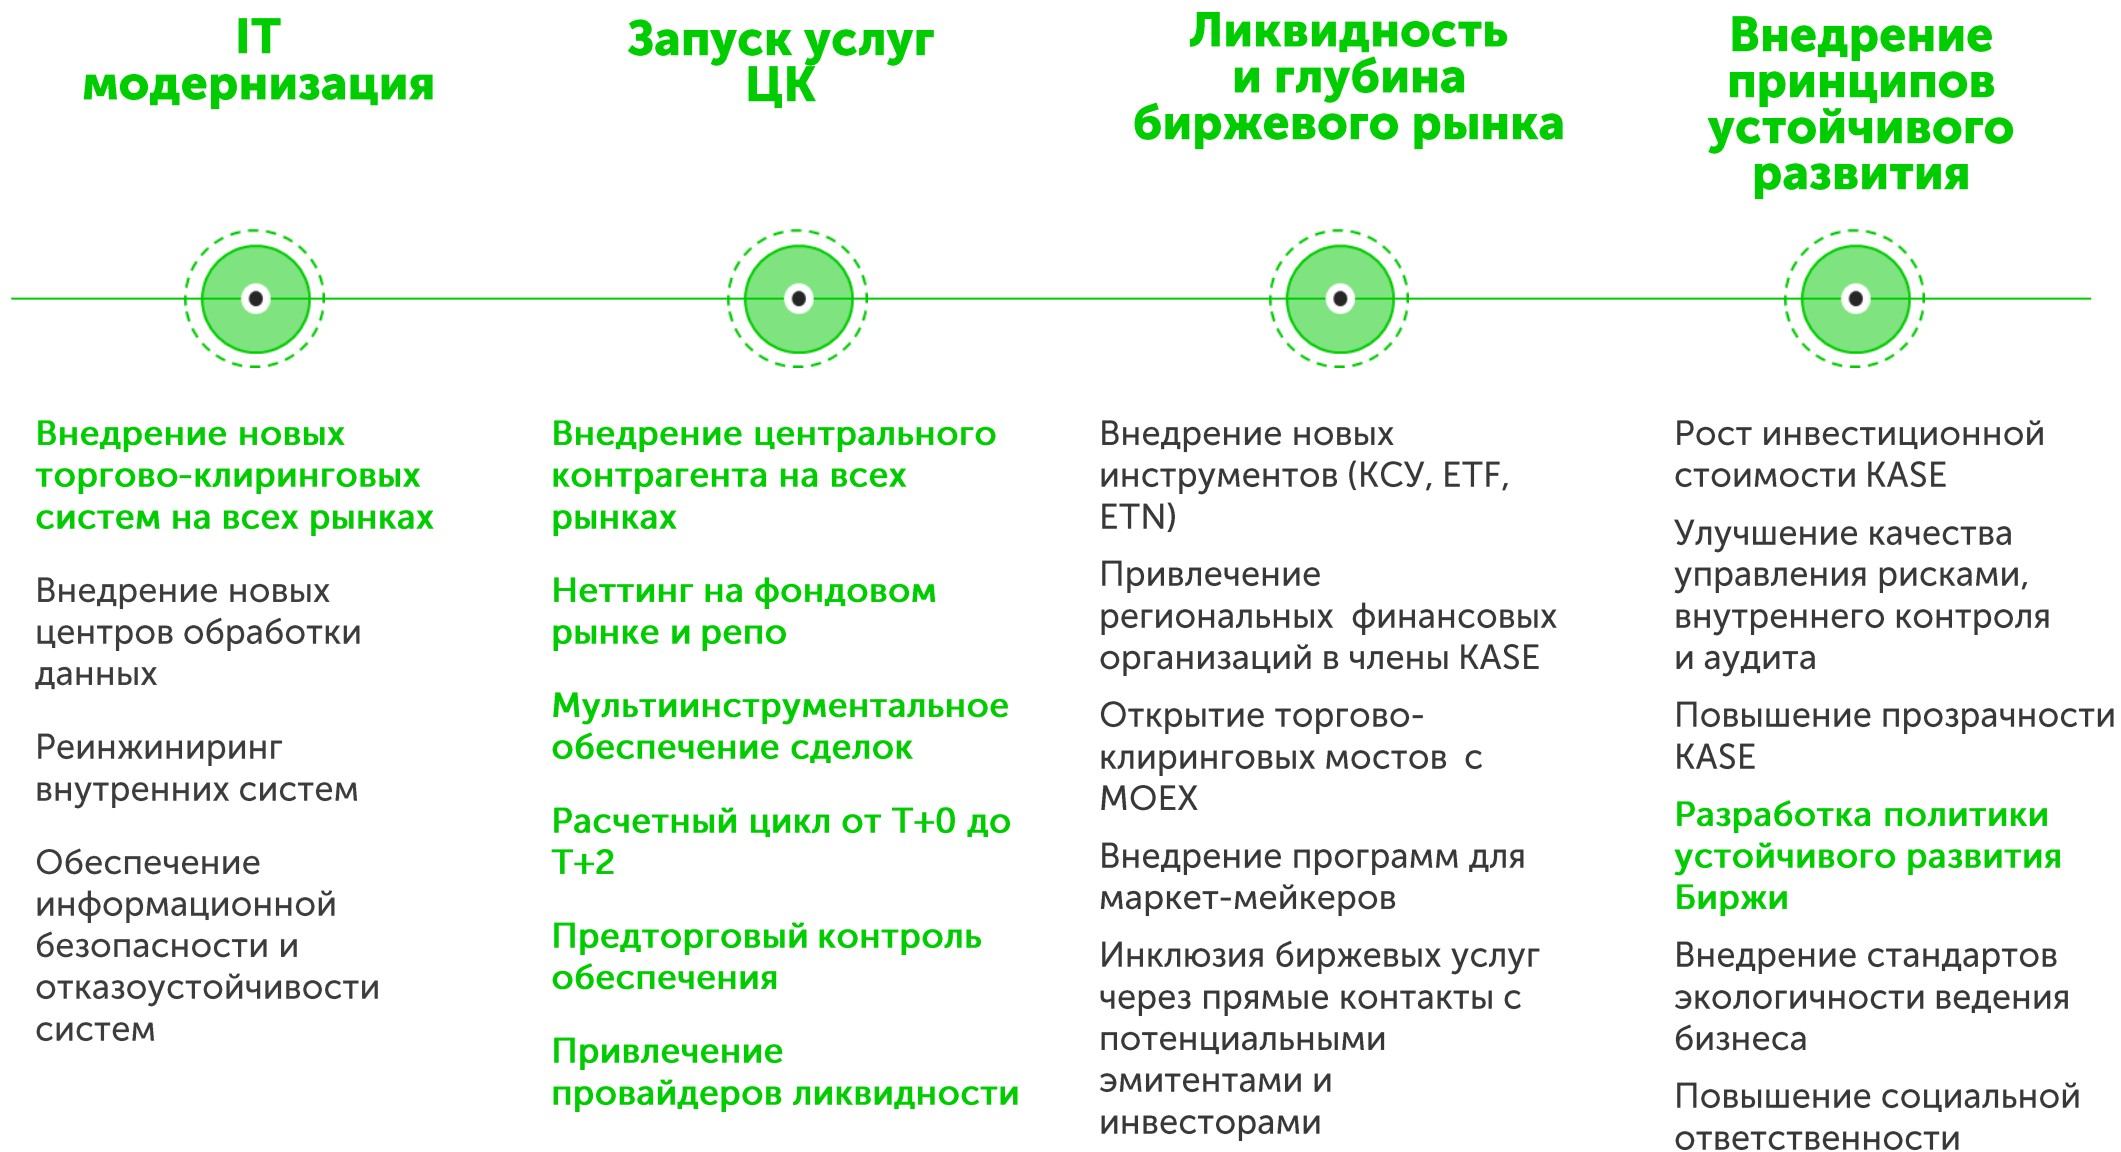 IT
модернизация
Запуск услуг
ЦК
Ликвидность
и глубина
биржевого рынка
Внедрение
принципов
устойчивого
развития
Внедрение новых
торгово-клиринговых
систем на всех рынках
Внедрение новых
центров обработки
данных
Реинжиниринг
внутренних систем
Обеспечение
информационной
безопасности и
отказоустойчивости
систем
Внедрение центрального
контрагента на всех
рынках
Неттинг на фондовом
рынке и репо
Мультиинструментальное
обеспечение сделок
Расчетный цикл от Т+0 до
Т+2
Предторговый контроль
обеспечения
Привлечение
провайдеров ликвидности
Внедрение новых
инструментов (КСУ, ETF,
ETN)
Привлечение
региональных финансовых
организаций в члены KASE
Открытие торгово-
клиринговых мостов с
MOEX
Внедрение программ для
маркет-мейкеров
Инклюзия биржевых услуг
через прямые контакты с
потенциальными
эмитентами и
инвесторами
Рост инвестиционной
стоимости KASE
Улучшение качества
управления рисками,
внутреннего контроля
и аудита
Повышение прозрачности
KASE
Разработка политики
устойчивого развития
Биржи
Внедрение стандартов
экологичности ведения
бизнеса
Повышение социальной
ответственности